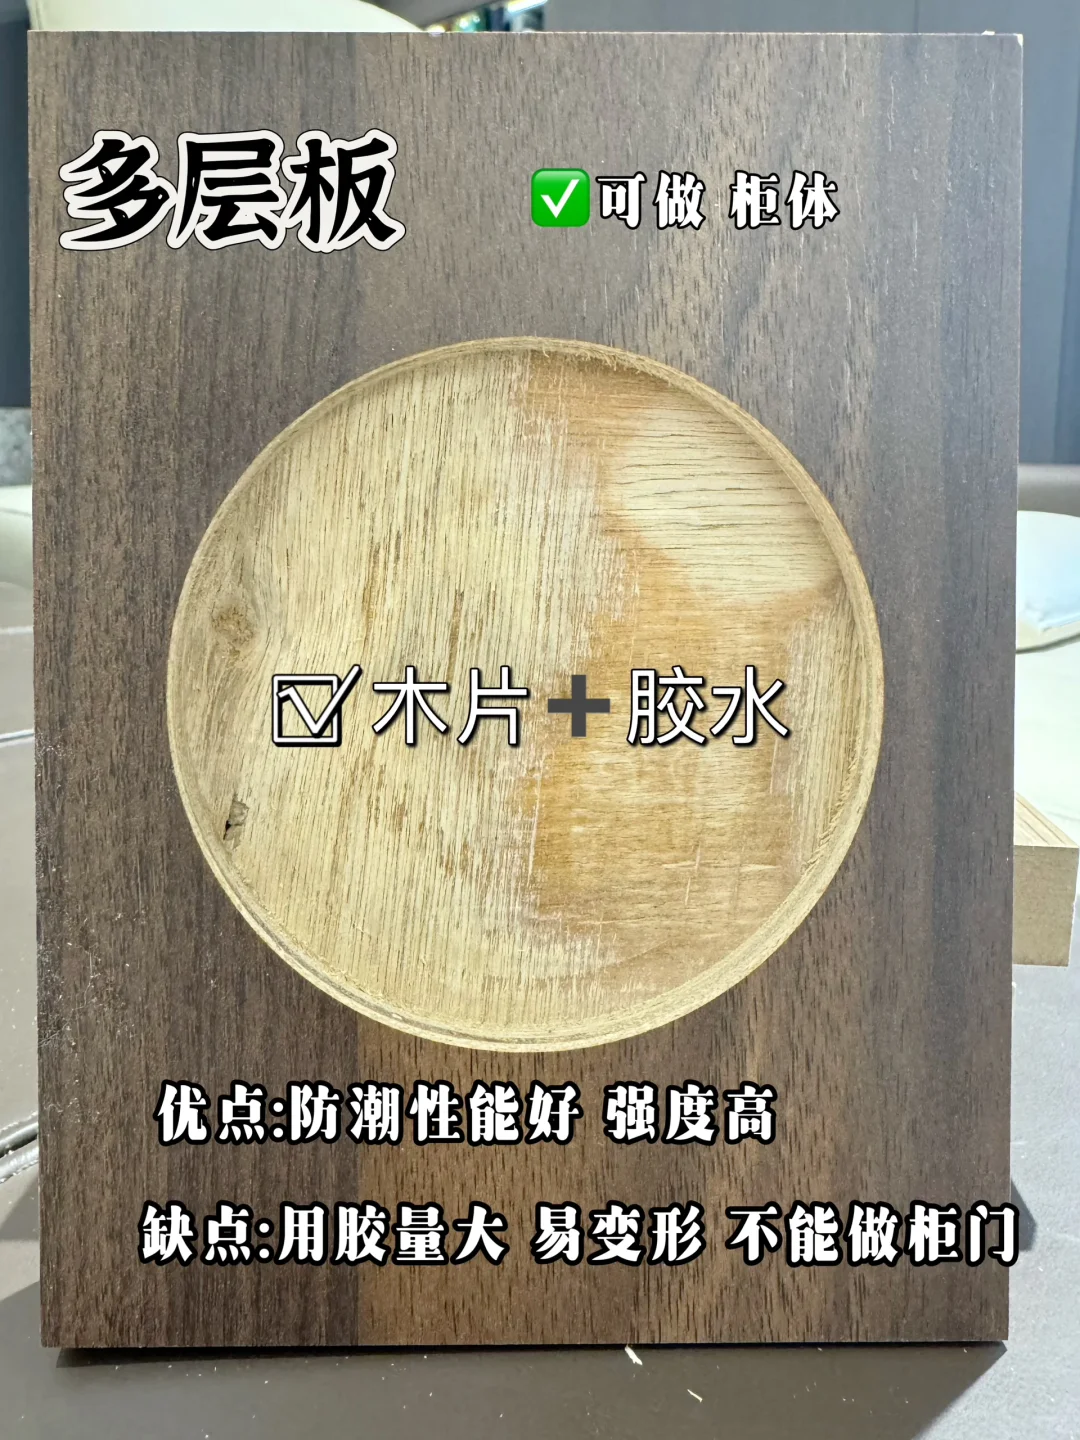 多层板
✅可做 柜体
☑木片➕胶水
优点:防潮性能好 强度高
缺点:用胶量大 易变形 不能做柜门